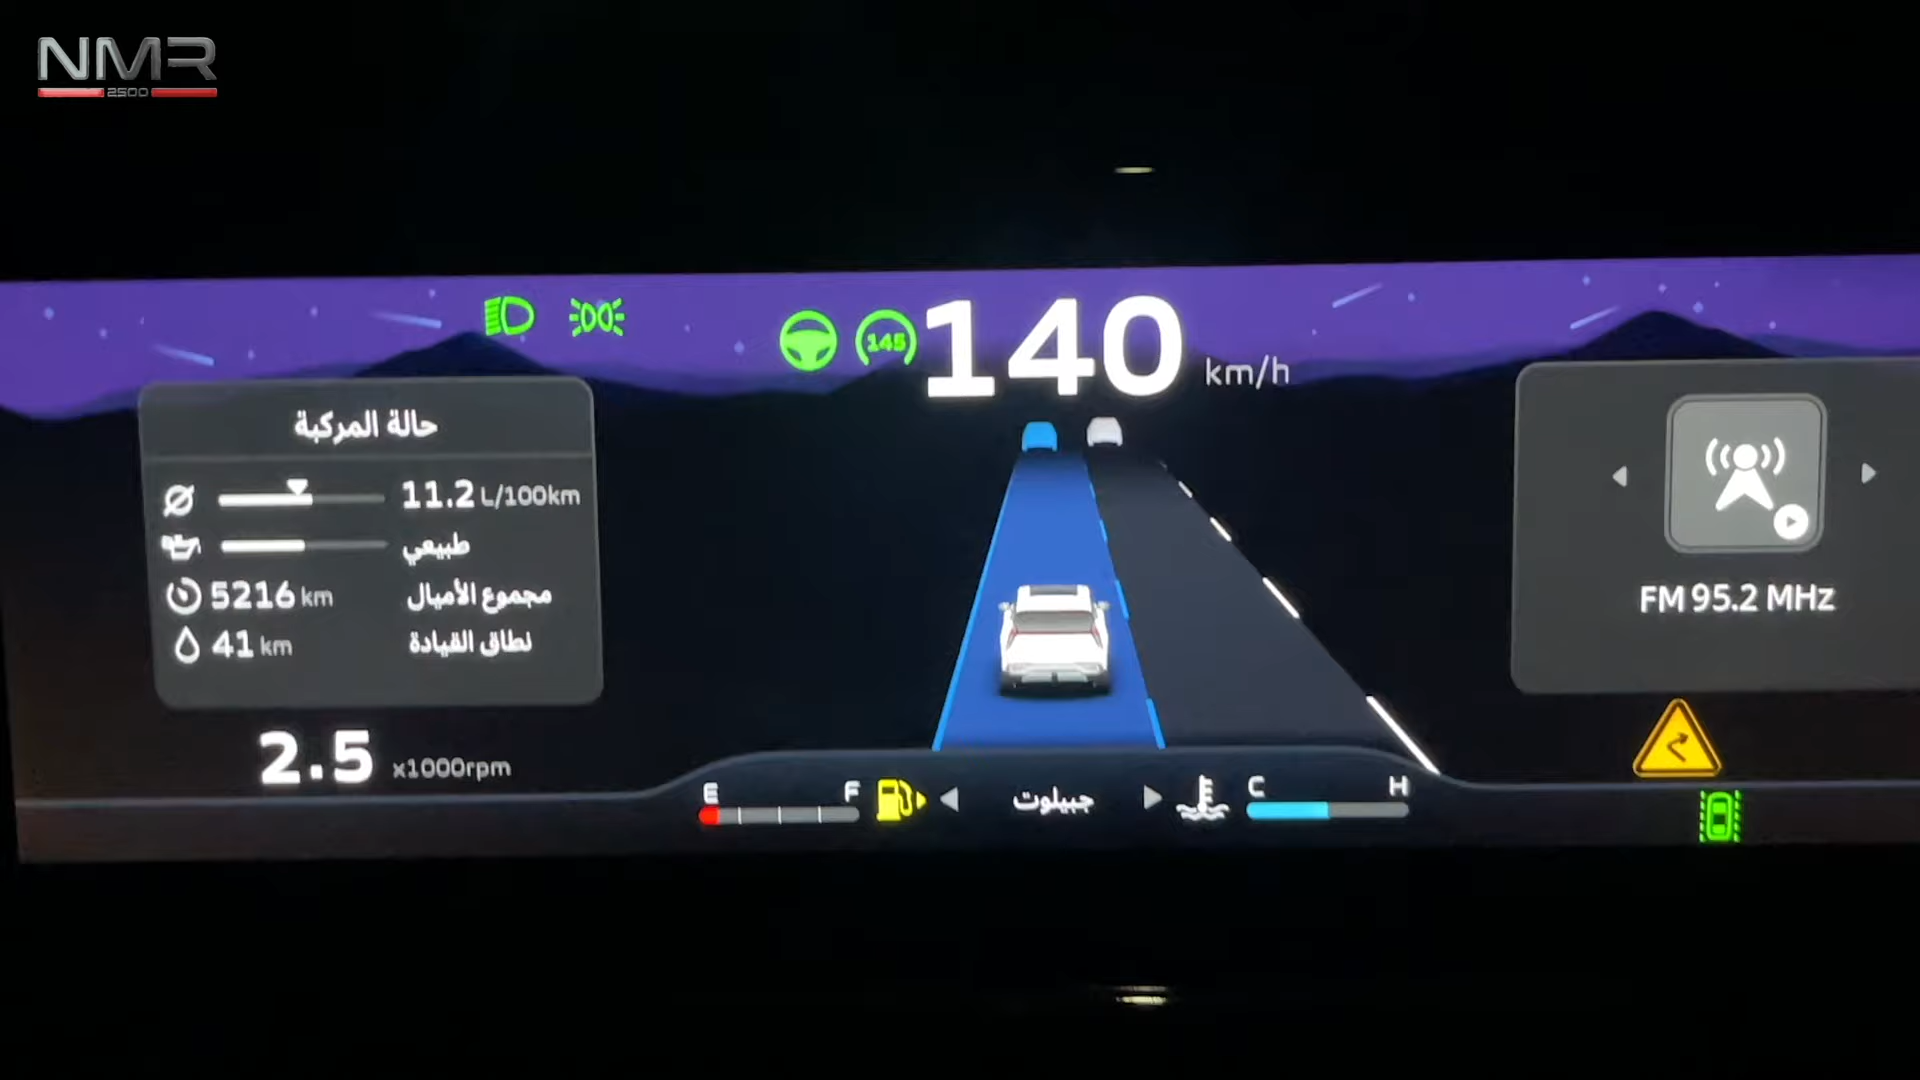 NMR
2500
145
140 km/h
حالة المركبة
11.2 L/100km
طبيعي
5216 km مجموع الأميال
41 km نطاق القيادة
2.5 x1000rpm
FM 95.2 MHz
E F
جبيلوت
C H